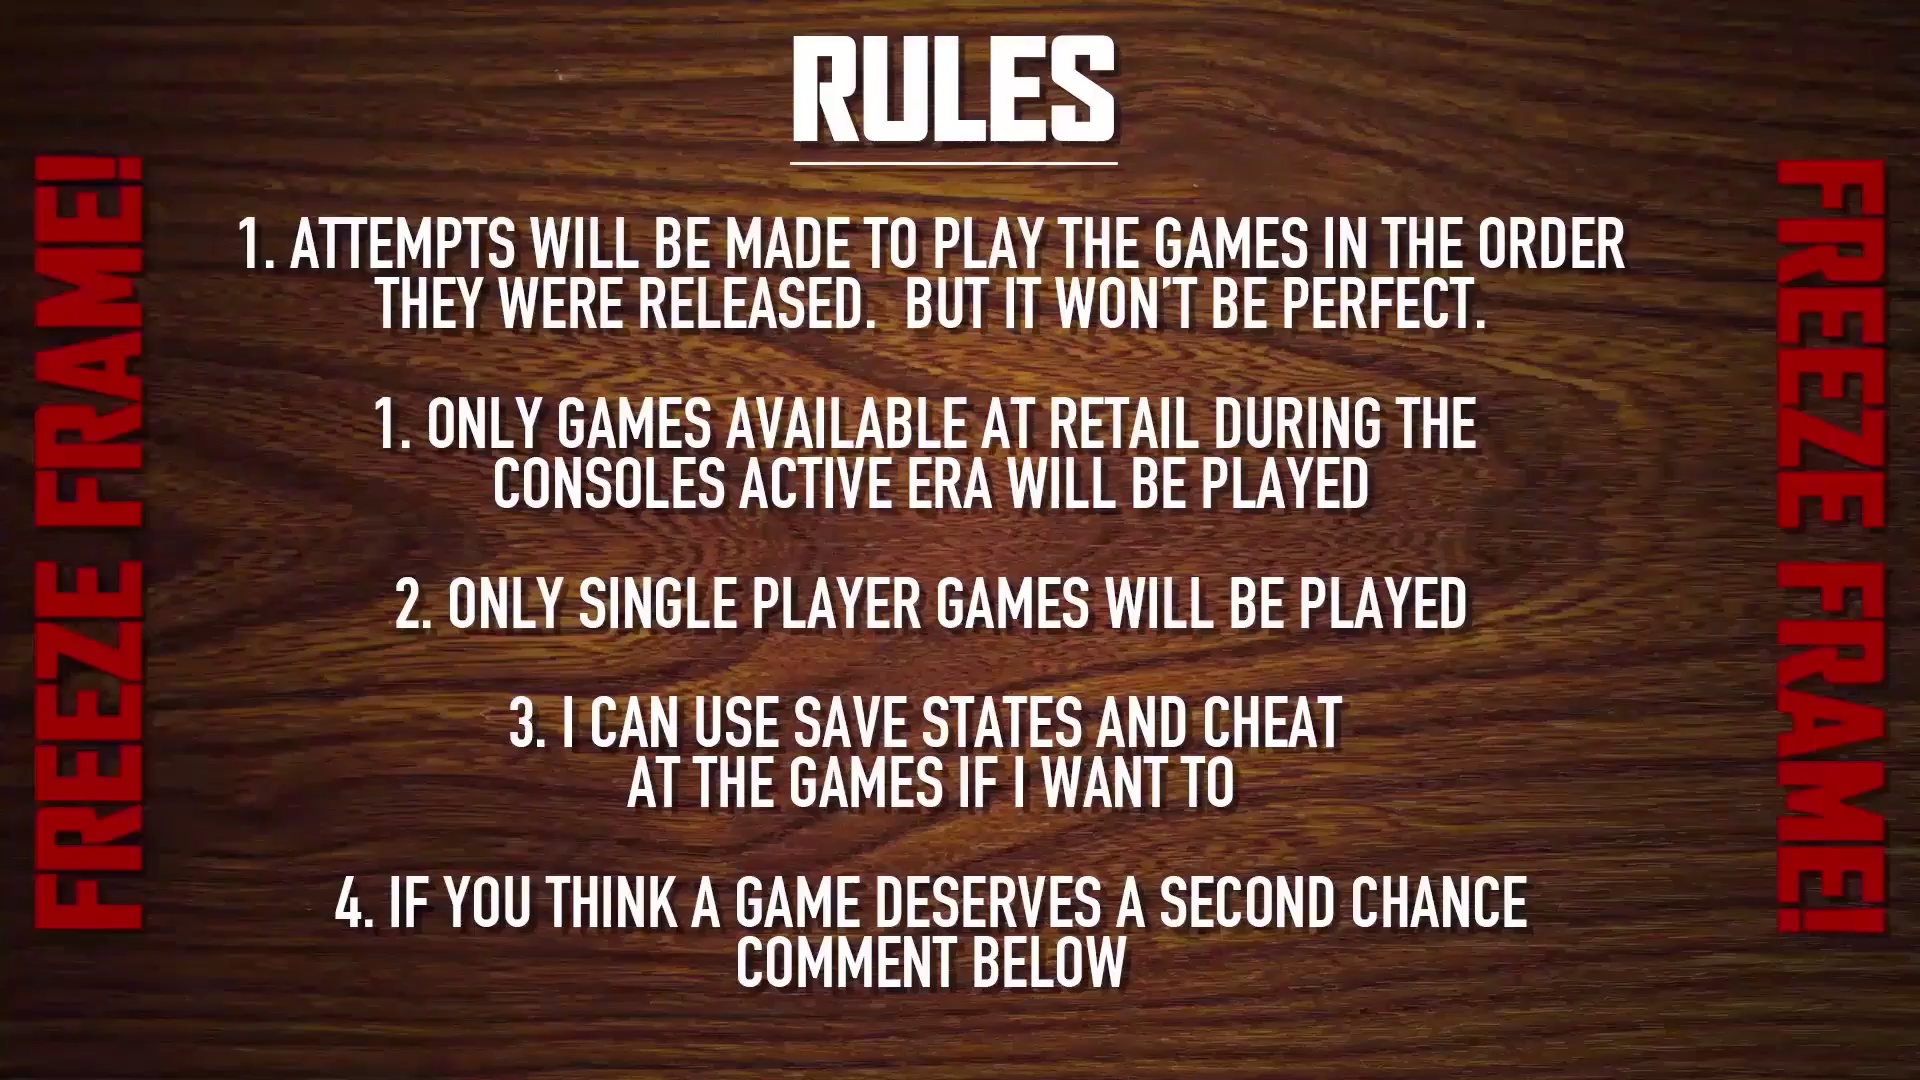 RULES
FREEZE FRAME!
1. ATTEMPTS WILL BE MADE TO PLAY THE GAMES IN THE ORDER
THEY WERE RELEASED.  BUT IT WON'T BE PERFECT.
1. ONLY GAMES AVAILABLE AT RETAIL DURING THE
CONSOLES ACTIVE ERA WILL BE PLAYED
2. ONLY SINGLE PLAYER GAMES WILL BE PLAYED
3. I CAN USE SAVE STATES AND CHEAT
AT THE GAMES IF I WANT TO
4. IF YOU THINK A GAME DESERVES A SECOND CHANCE
COMMENT BELOW
FREEZE FRAME!